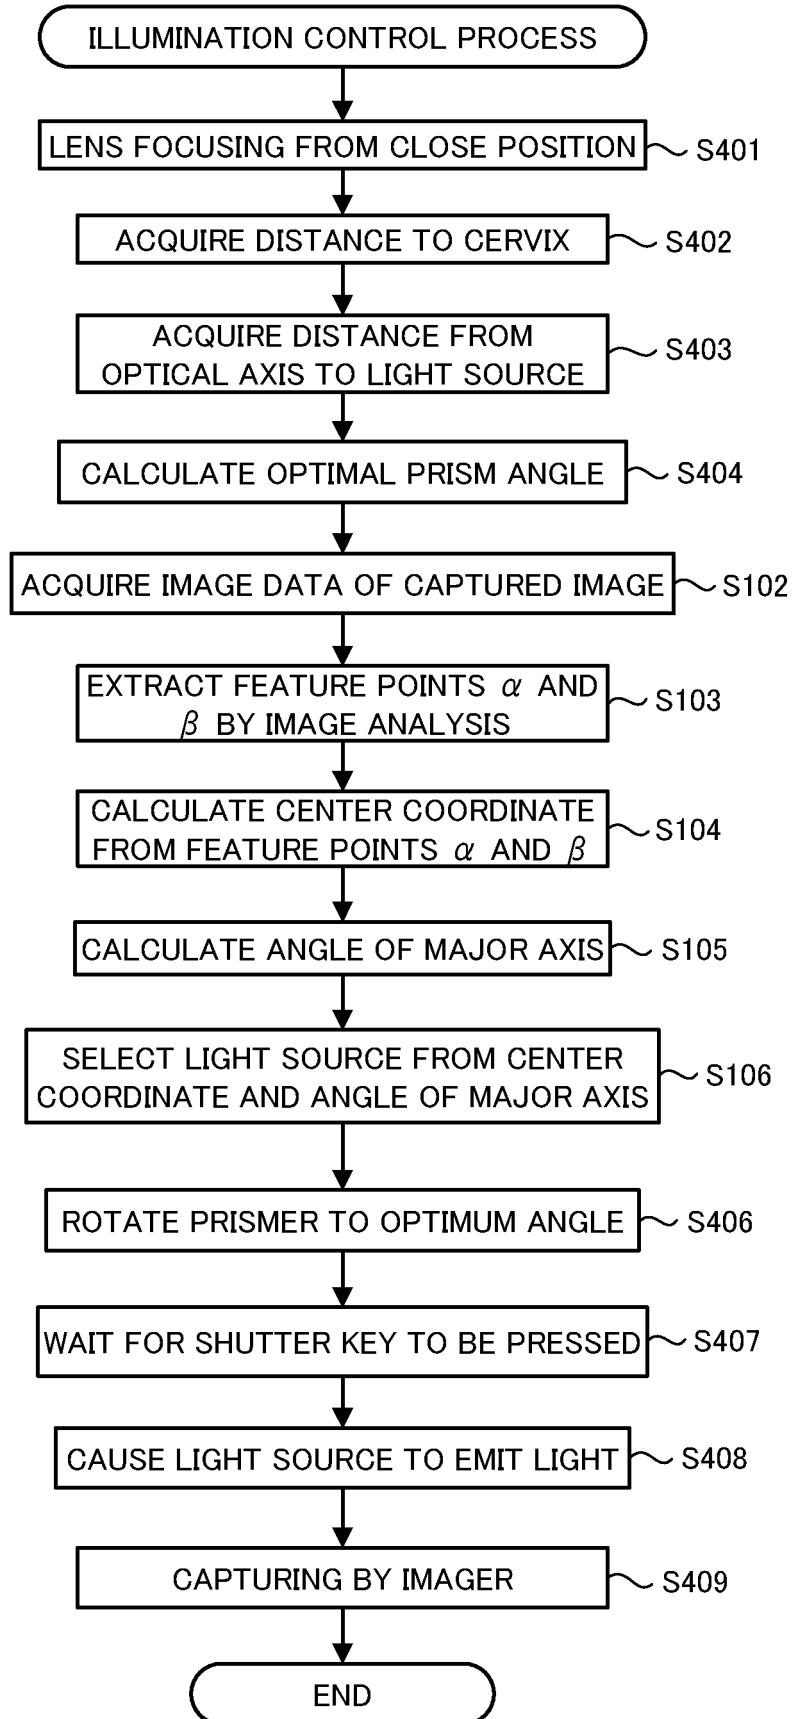 ILLUMINATION CONTROL PROCESS
LENS FOCUSING FROM CLOSE POSITION
S401
ACQUIRE DISTANCE TO CERVIX
S402
ACQUIRE DISTANCE FROM
OPTICAL AXIS TO LIGHT SOURCE
S403
CALCULATE OPTIMAL PRISM ANGLE
S404
ACQUIRE IMAGE DATA OF CAPTURED IMAGE
S102
EXTRACT FEATURE POINTS α AND
β BY IMAGE ANALYSIS
S103
CALCULATE CENTER COORDINATE
FROM FEATURE POINTS α AND β
S104
CALCULATE ANGLE OF MAJOR AXIS
S105
SELECT LIGHT SOURCE FROM CENTER
COORDINATE AND ANGLE OF MAJOR AXIS
S106
ROTATE PRISMER TO OPTIMUM ANGLE
S406
WAIT FOR SHUTTER KEY TO BE PRESSED
S407
CAUSE LIGHT SOURCE TO EMIT LIGHT
S408
CAPTURING BY IMAGER
S409
END